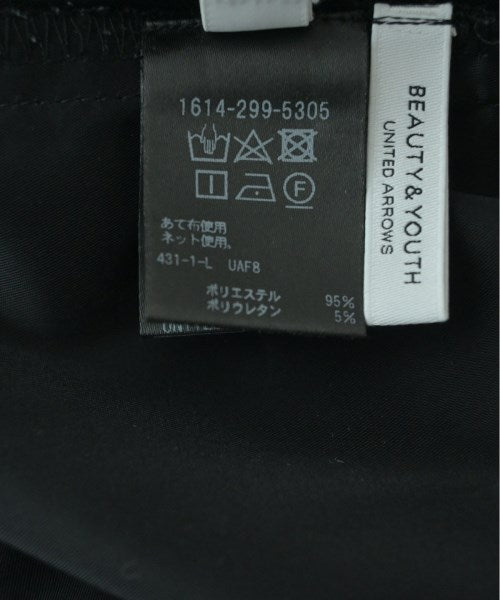 1614-299-5305
F
あて布使用
ネット使用、
431-1-L UAF8
ポリエステル 95%
ポリウレタン 5%
BEAUTY&YOUTH
UNITED ARROWS